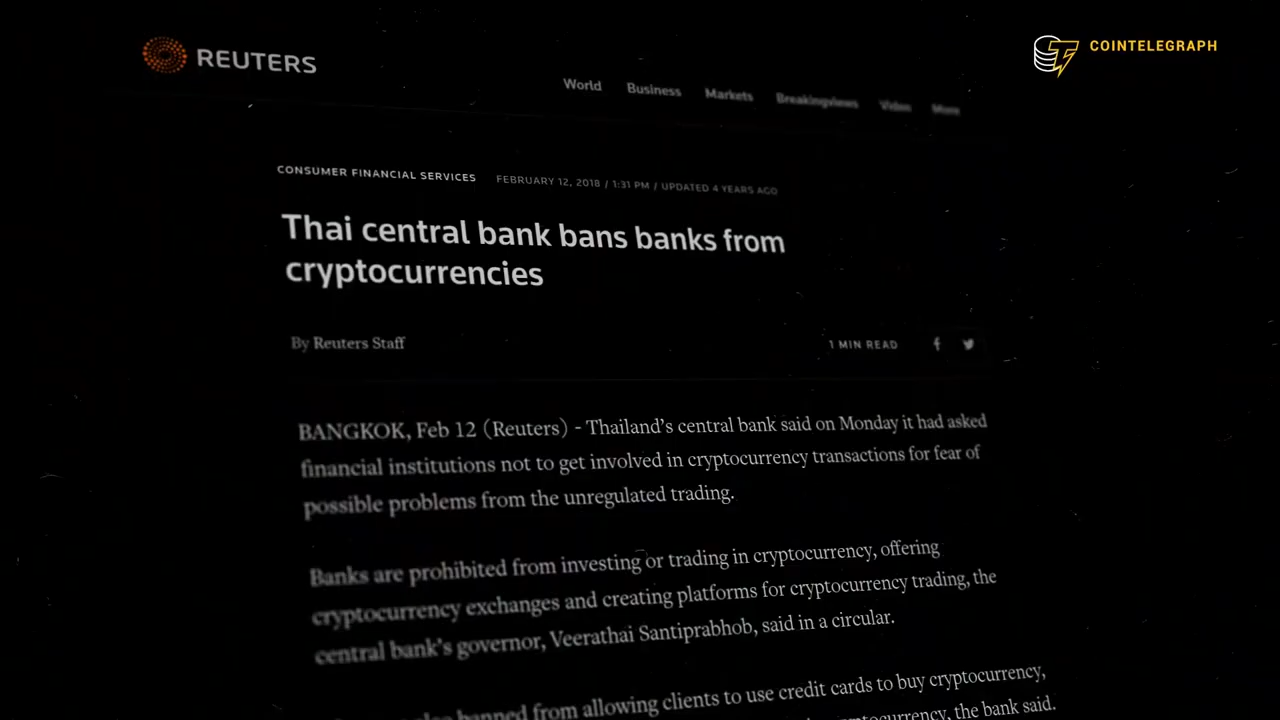 REUTERS
COINTELEGRAPH
World Business Markets Breakingviews Video More
CONSUMER FINANCIAL SERVICES FEBRUARY 12, 2018 / 1:31 PM / UPDATED 4 YEARS AGO
Thai central bank bans banks from
cryptocurrencies
By Reuters Staff
1 MIN READ
BANGKOK, Feb 12 (Reuters) - Thailand's central bank said on Monday it had asked
financial institutions not to get involved in cryptocurrency transactions for fear of
possible problems from the unregulated trading.
Banks are prohibited from investing or trading in cryptocurrency, offering
cryptocurrency exchanges and creating platforms for cryptocurrency trading, the
central bank's governor, Veerathai Santiprabhob, said in a circular.
banned from allowing clients to use credit cards to buy cryptocurrency,
the bank said.